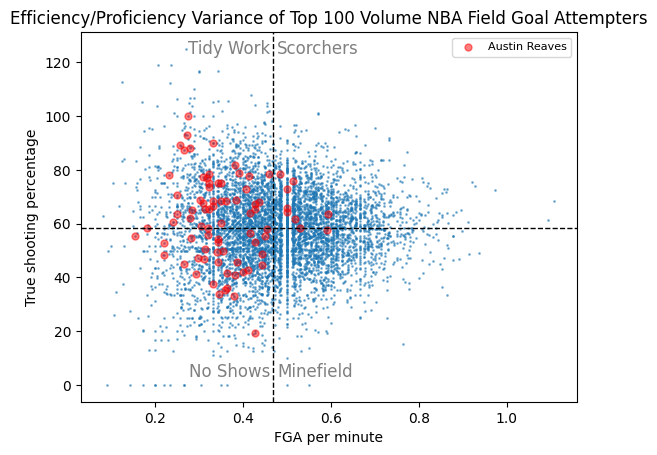 Efficiency/Proficiency Variance of Top 100 Volume NBA Field Goal Attempters
Tidy Work
Scorchers
Austin Reaves
120
100
80
60
40
20
0
True shooting percentage
No Shows
Minefield
0.2
0.4
0.6
0.8
1.0
FGA per minute